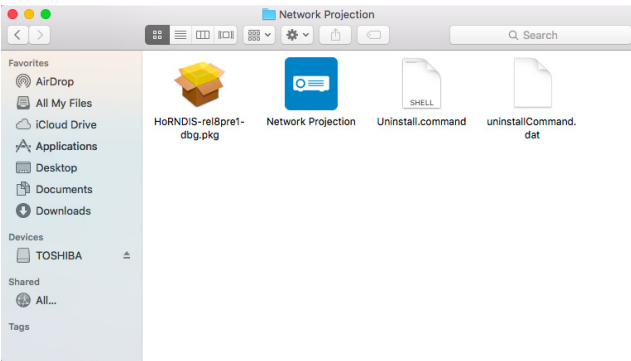 Network Projection
Search
Favorites
AirDrop
All My Files
iCloud Drive
Applications
Desktop
Documents
Downloads
Devices
TOSHIBA
Shared
All...
Tags
HoRNDIS-rel8pre1-
dbg.pkg
Network Projection
SHELL
Uninstall.command
uninstallCommand.
dat